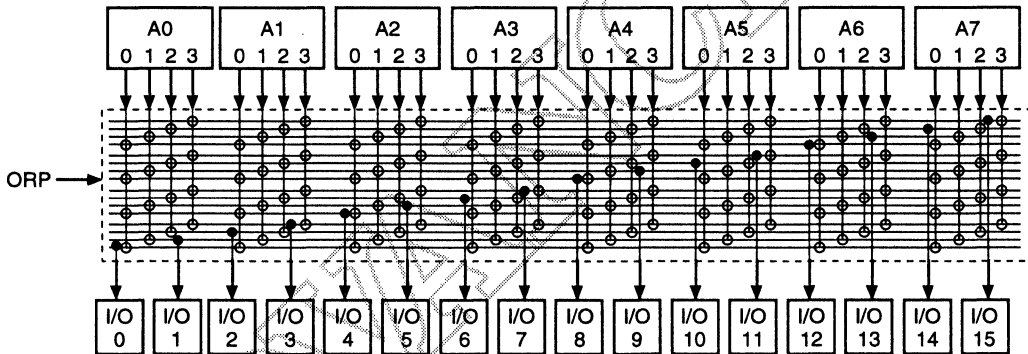 A0 A1 A2 A3 A4 A5 A6 A7
0 1 2 3 0 1 2 3 0 1 2 3 0 1 2 3 0 1 2 3 0 1 2 3 0 1 2 3 0 1 2 3
ORP
I/O I/O I/O I/O I/O I/O I/O I/O I/O I/O I/O I/O I/O I/O I/O I/O
0 1 2 3 4 5 6 7 8 9 10 11 12 13 14 15